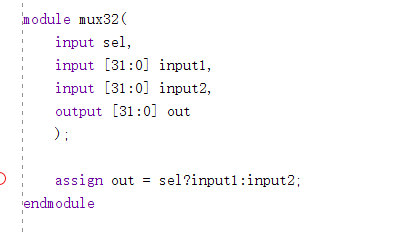 module mux32(
    input sel,
    input [31:0] input1,
    input [31:0] input2,
    output [31:0] out
    );

    assign out = sel?input1:input2;
endmodule